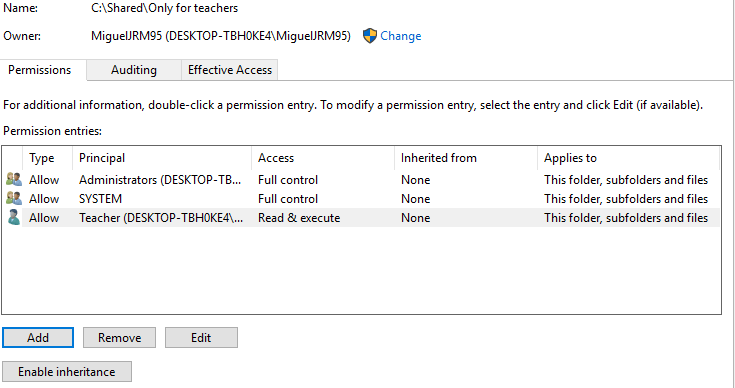 Name: C:\Shared\Only for teachers
Owner: MiguelJRM95 (DESKTOP-TBH0KE4\MiguelJRM95) Change
Permissions Auditing Effective Access
For additional information, double-click a permission entry. To modify a permission entry, select the entry and click Edit (if available).
Permission entries:
Type Principal Access Inherited from Applies to
Allow Administrators (DESKTOP-TB... Full control None This folder, subfolders and files
Allow SYSTEM Full control None This folder, subfolders and files
Allow Teacher (DESKTOP-TBH0KE4\... Read & execute None This folder, subfolders and files
Add Remove Edit
Enable inheritance